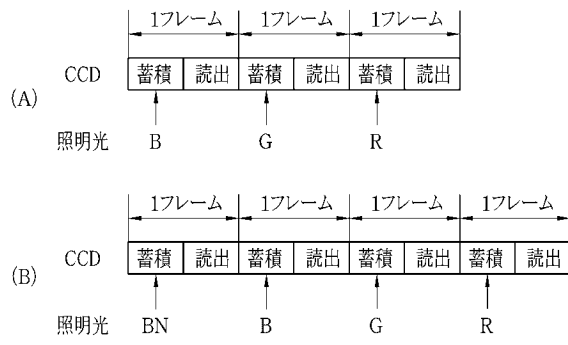 1フレーム 1フレーム 1フレーム
(A) CCD 蓄積 読出 蓄積 読出 蓄積 読出
照明光 B G R
1フレーム 1フレーム 1フレーム 1フレーム
(B) CCD 蓄積 読出 蓄積 読出 蓄積 読出 蓄積 読出
照明光 BN B G R